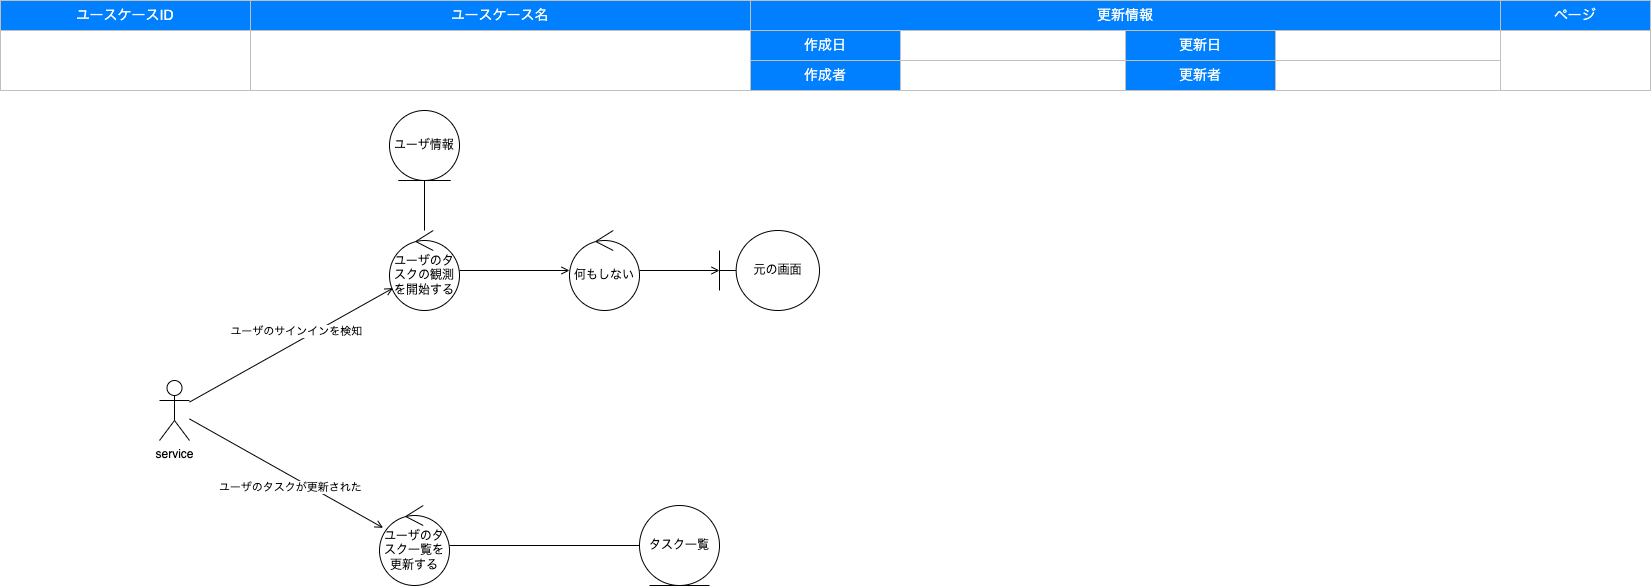 ユースケースID
ユースケース名
更新情報
ページ
作成日
更新日
作成者
更新者
ユーザ情報
ユーザのタ
スクの観測
を開始する
何もしない
元の画面
ユーザのサインインを検知
service
ユーザのタスクが更新された
ユーザのタ
スク一覧を
更新する
タスク一覧